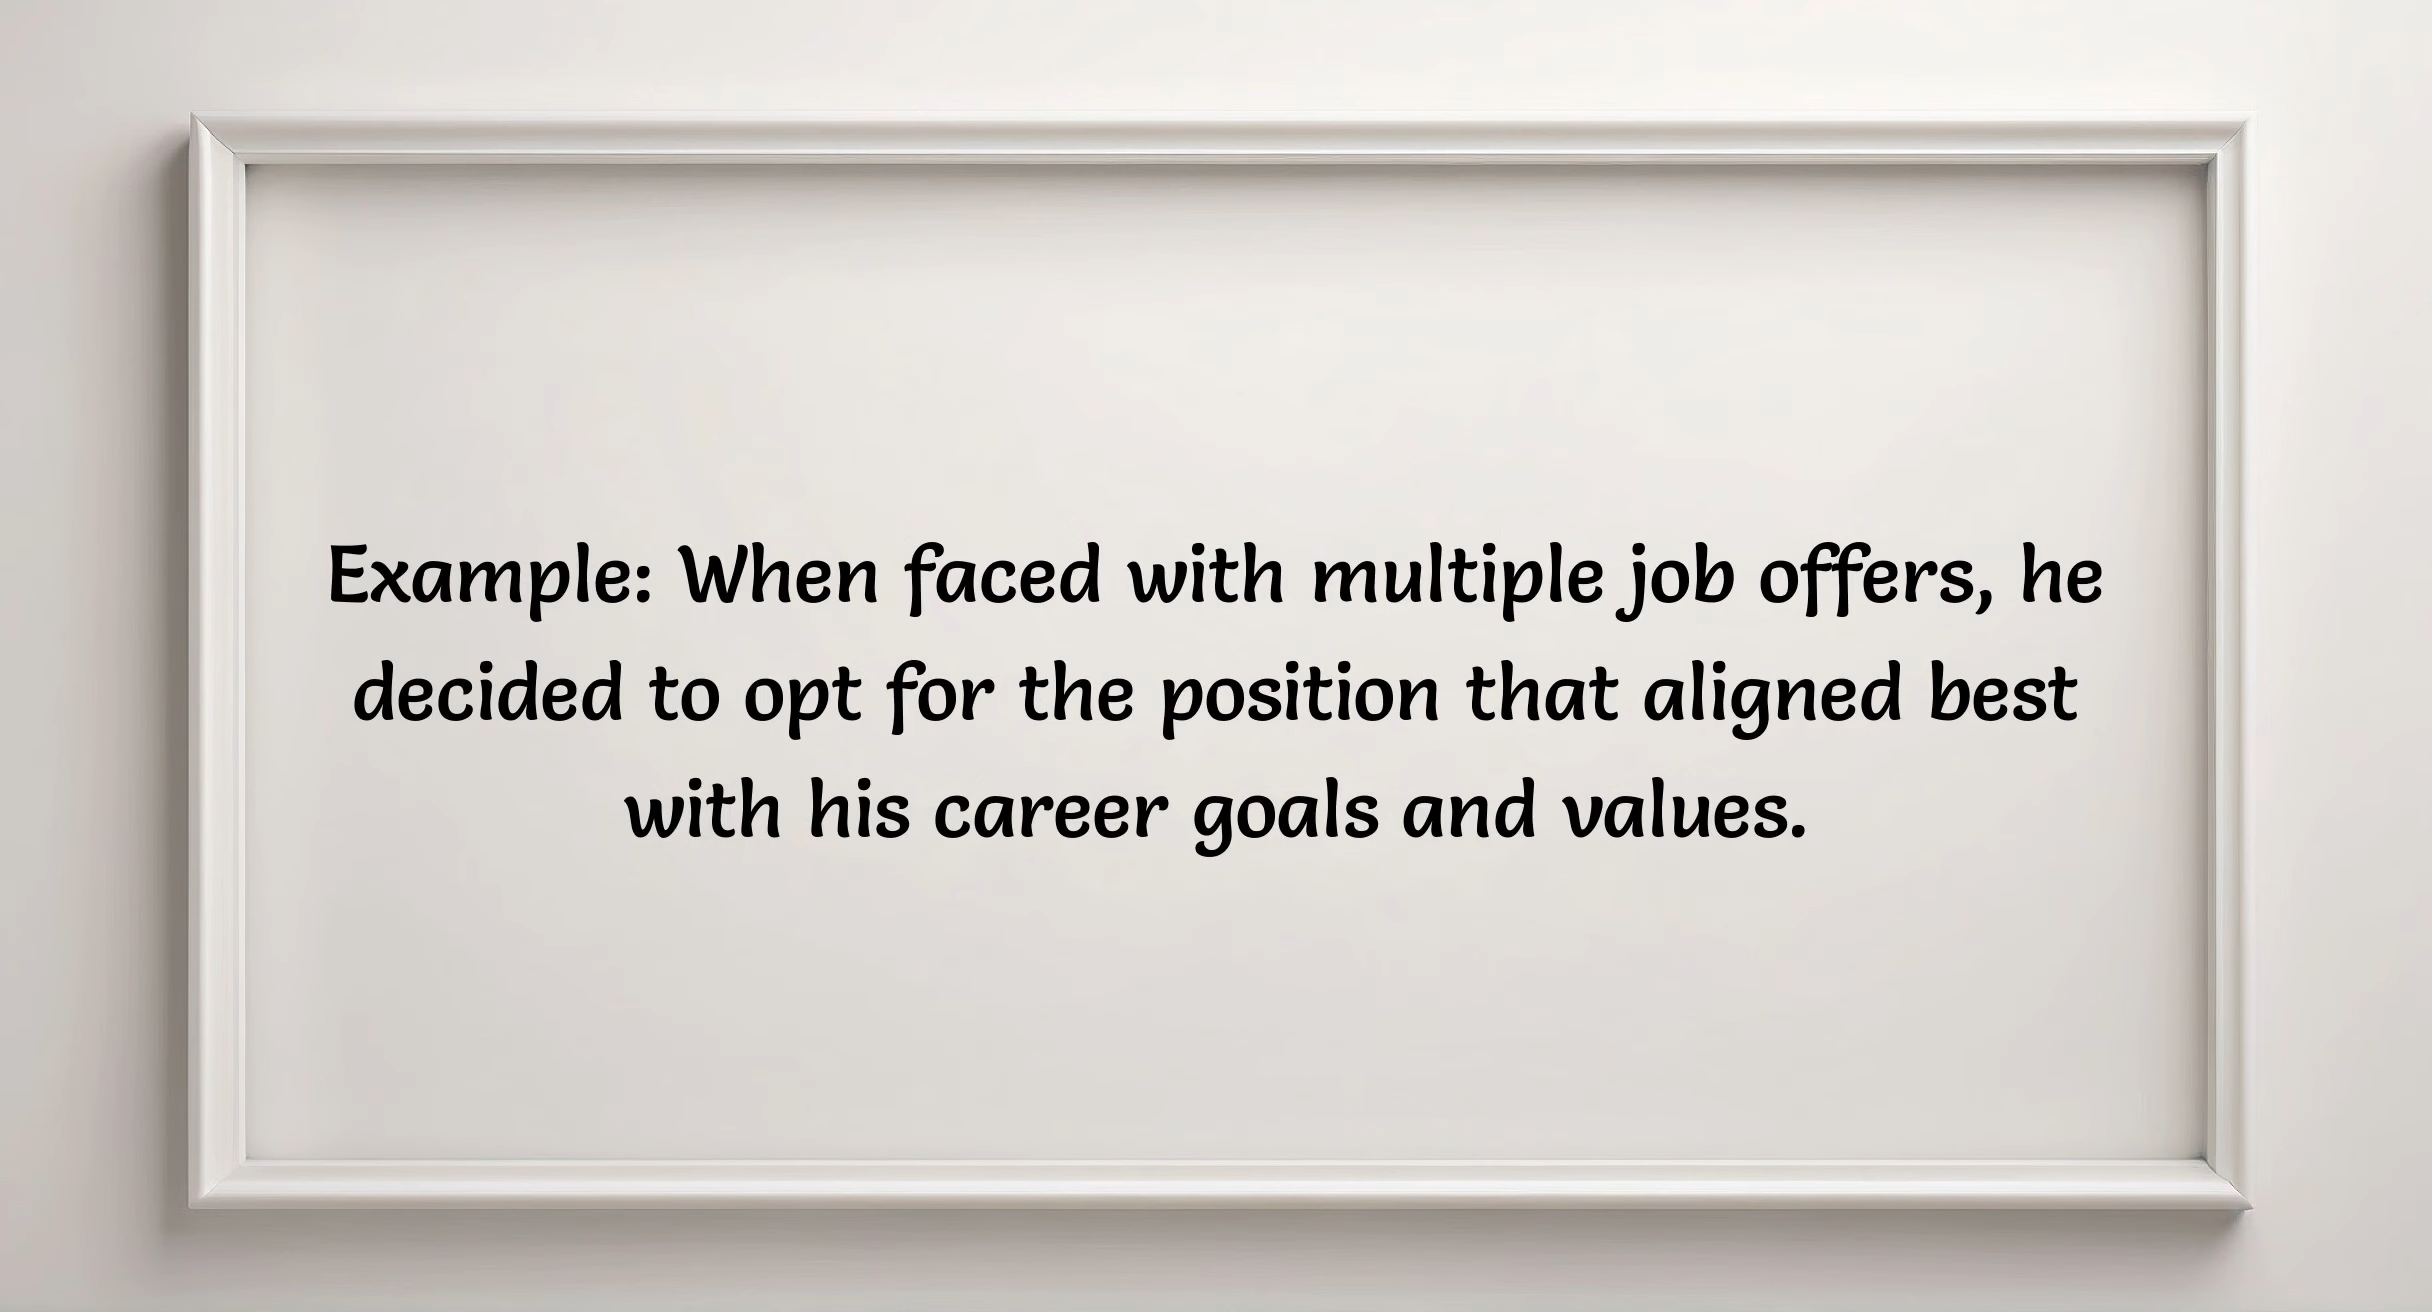 Example: When faced with multiple job offers, he
decided to opt for the position that aligned best
with his career goals and values.